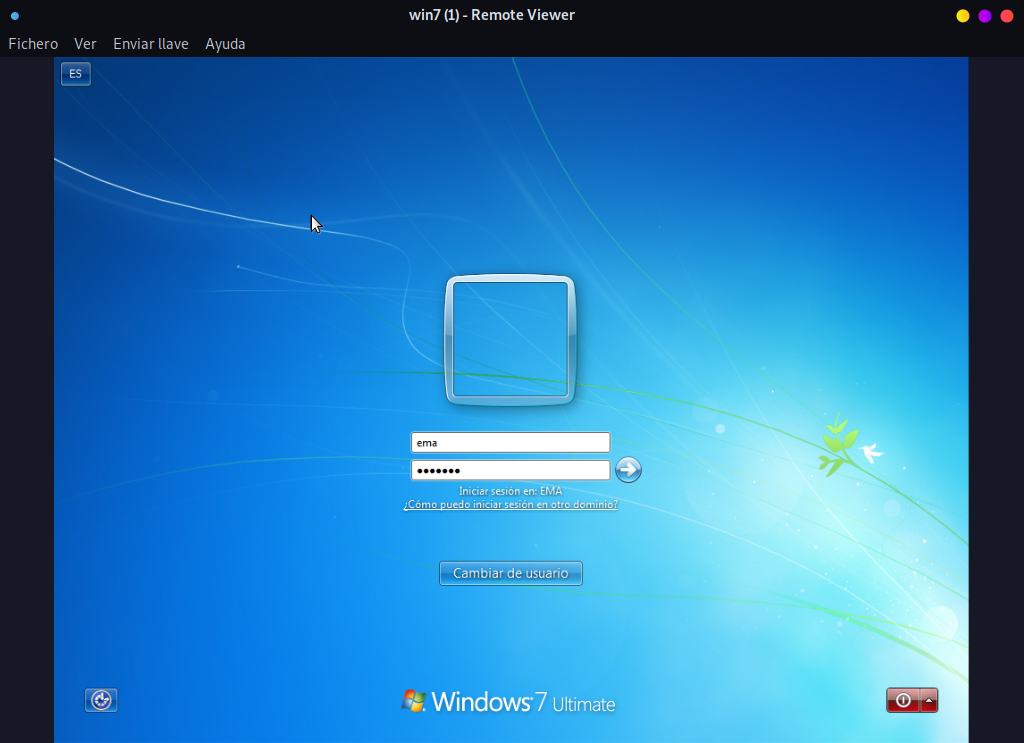 win7 (1) - Remote Viewer
Fichero Ver Enviar llave Ayuda
ES
ema
•••••••
Iniciar sesión en: EMA
¿Cómo puedo iniciar sesión en otro dominio?
Cambiar de usuario
Windows 7 Ultimate